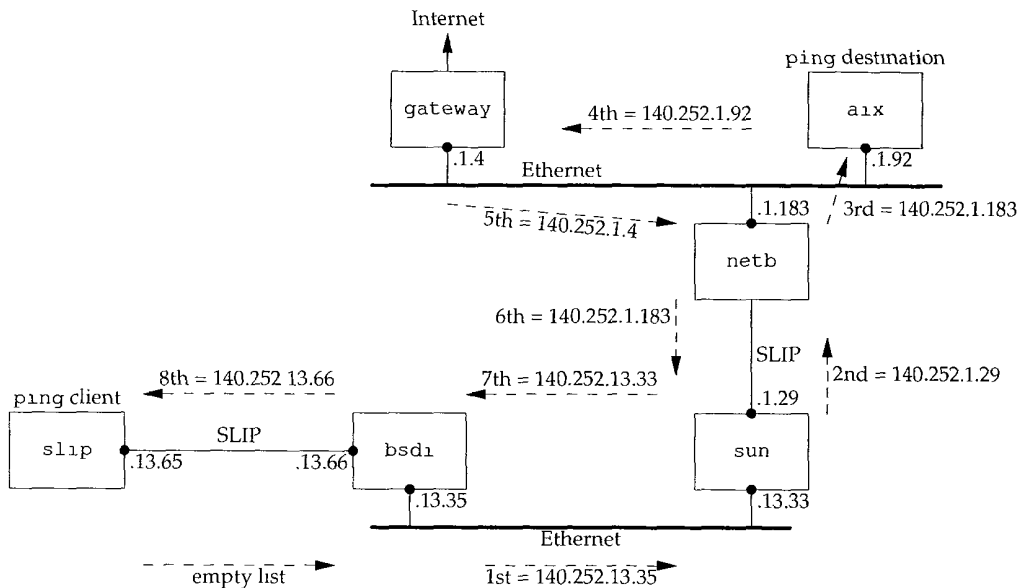 Internet
ping destination
gateway
4th = 140.252.1.92
aix
.1.4
.1.92
Ethernet
.1.183
3rd = 140.252.1.183
5th = 140.252.1.4
netb
6th = 140.252.1.183
SLIP
8th = 140.252 13.66
7th = 140.252.13.33
2nd = 140.252.1.29
ping client
.1.29
slip
SLIP
bsdi
sun
.13.65
.13.66
.13.35
.13.33
Ethernet
empty list
1st = 140.252.13.35